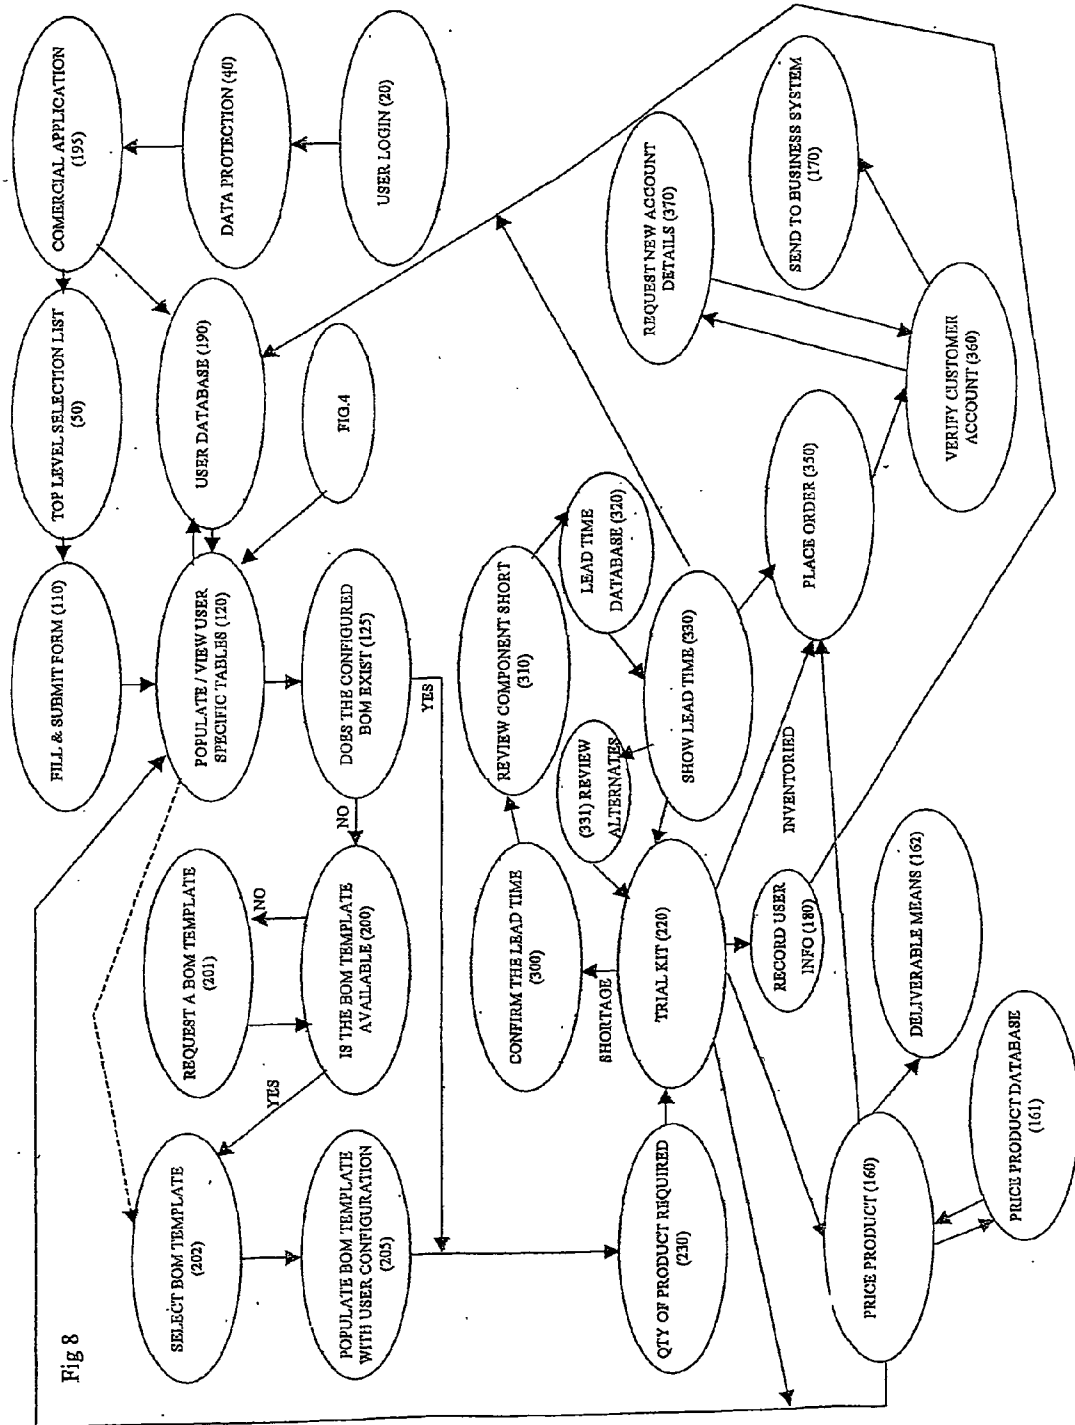 Fig 8
COMERCIAL APPLICATION
(195)
DATA PROTECTION (40)
USER LOGIN (20)
TOP LEVEL SELECTION LIST
(50)
USER DATABASE (190)
FIG.4
FILL & SUBMIT FORM (110)
POPULATE / VIEW USER
SPECIFIC TABLES (120)
DOES THE CONFIGURED
BOM EXIST (125)
YES
NO
REQUEST A BOM TEMPLATE
(201)
NO
IS THE BOM TEMPLATE
AVAILABLE (200)
YES
SELECT BOM TEMPLATE
(202)
POPULATE BOM TEMPLATE
WITH USER CONFIGURATION
(205)
QTY OF PRODUCT REQUIRED
(230)
TRIAL KIT (220)
SHORTAGE
CONFIRM THE LEAD TIME
(300)
REVIEW COMPONENT SHORT
(310)
LEAD TIME
DATABASE (320)
SHOW LEAD TIME (330)
(331) REVIEW
ALTERNATES
INVENTORIED
RECORD USER
INFO (180)
PLACE ORDER (350)
VERIFY CUSTOMER
ACCOUNT (360)
REQUEST NEW ACCOUNT
DETAILS (370)
SEND TO BUSINESS SYSTEM
(170)
PRICE PRODUCT (160)
DELIVERABLE MEANS (162)
PRICE PRODUCT DATABASE
(161)